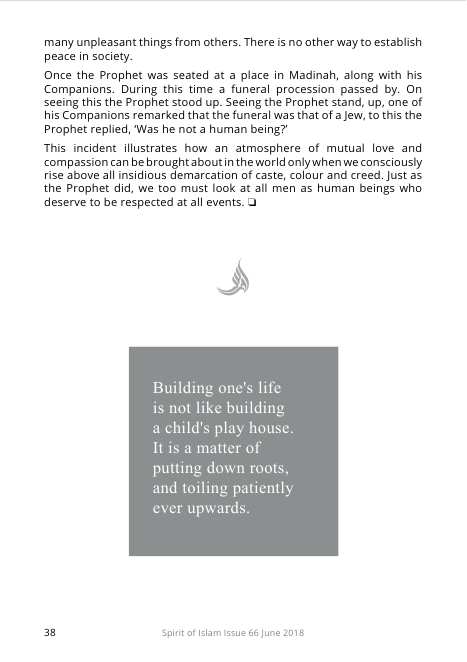 many unpleasant things from others. There is no other way to establish
peace in society.
Once the Prophet was seated at a place in Madinah, along with his
Companions. During this time a funeral procession passed by. On
seeing this the Prophet stood up. Seeing the Prophet stand, up, one of
his Companions remarked that the funeral was that of a Jew, to this the
Prophet replied, ‘Was he not a human being?’
This incident illustrates how an atmosphere of mutual love and
compassion can be brought about in the world only when we consciously
rise above all insidious demarcation of caste, colour and creed. Just as
the Prophet did, we too must look at all men as human beings who
deserve to be respected at all events. ❏
Building one's life
is not like building
a child's play house.
It is a matter of
putting down roots,
and toiling patiently
ever upwards.
38 Spirit of Islam Issue 66 June 2018